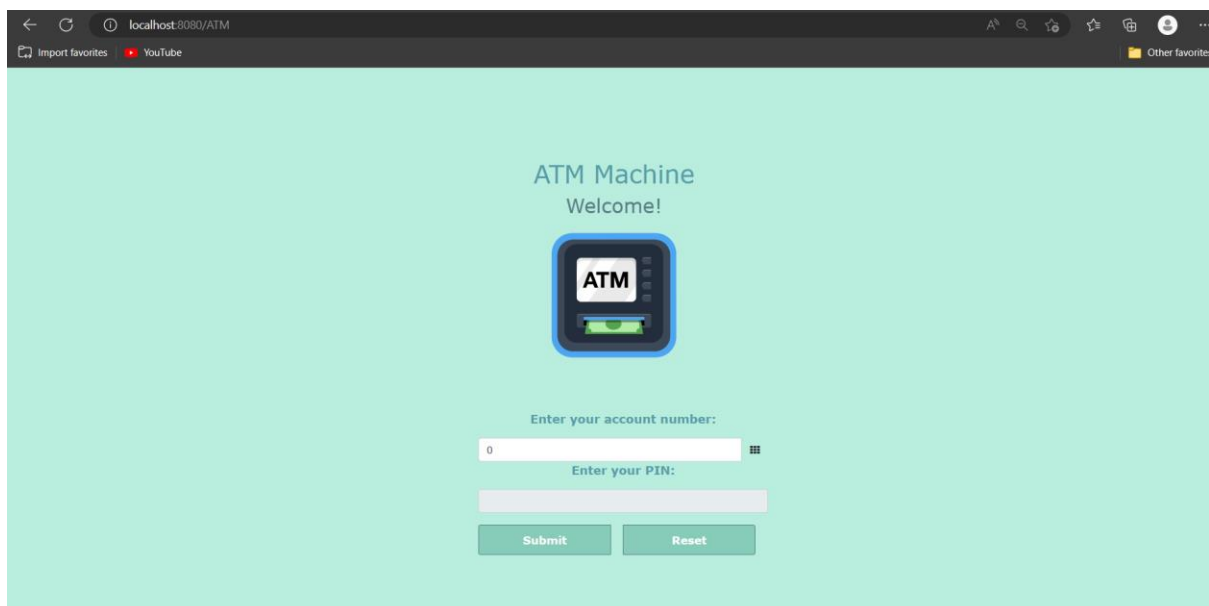 localhost:8080/ATM
Import favorites YouTube Other favorites
ATM Machine
Welcome!
ATM
Enter your account number:
0
Enter your PIN:
Submit Reset